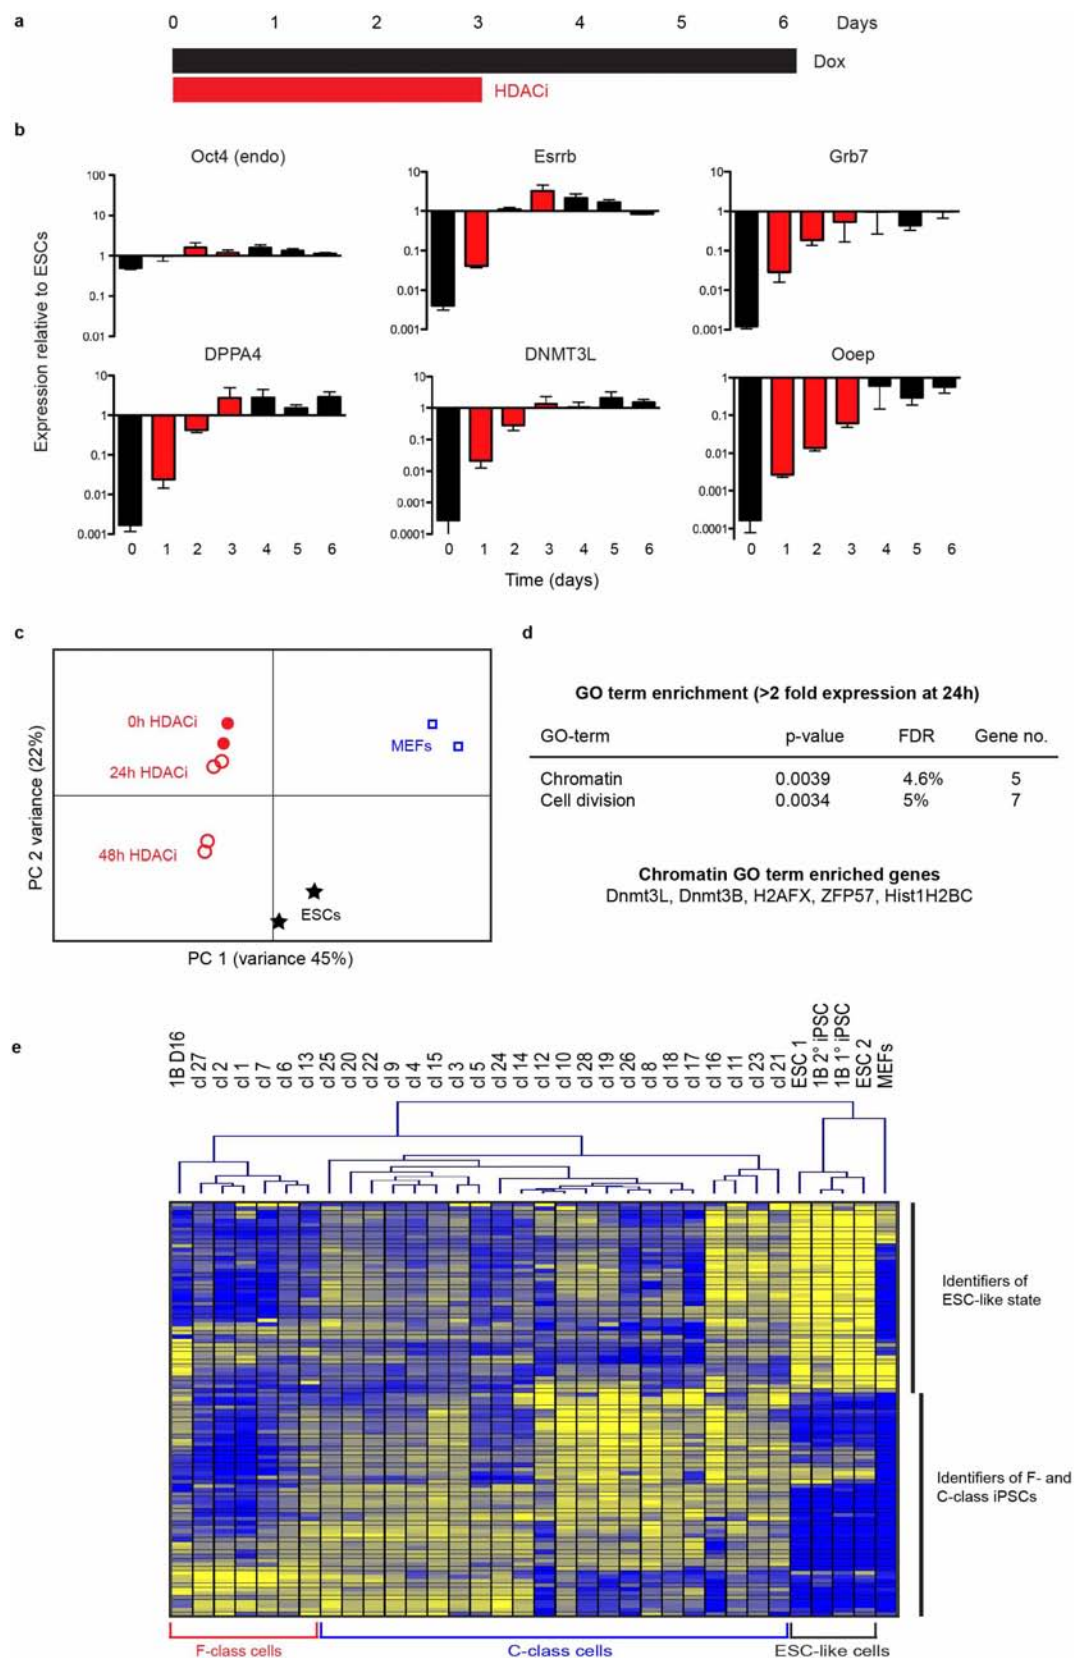 a
0 1 2 3 4 5 6 Days
Dox
HDACi
b
Expression relative to ESCs
Oct4 (endo)
100
10
1
0.1
0.01
Esrrb
10
1
0.1
0.01
0.001
Grb7
10
1
0.1
0.01
0.001
DPPA4
10
1
0.1
0.01
0.001
0 1 2 3 4 5 6
DNMT3L
10
1
0.1
0.01
0.001
0.0001
0 1 2 3 4 5 6
Ooep
1
0.1
0.01
0.001
0.0001
0 1 2 3 4 5 6
Time (days)
c
PC 2 variance (22%)
0h HDACi
24h HDACi
48h HDACi
MEFs
ESCs
PC 1 (variance 45%)
d
GO term enrichment (>2 fold expression at 24h)
GO-term p-value FDR Gene no.
Chromatin 0.0039 4.6% 5
Cell division 0.0034 5% 7
Chromatin GO term enriched genes
Dnmt3L, Dnmt3B, H2AFX, ZFP57, Hist1H2BC
e
1B D16
cl 27
cl 2
cl 1
cl 7
cl 6
cl 13
cl 25
cl 20
cl 22
cl 9
cl 4
cl 15
cl 3
cl 5
cl 24
cl 14
cl 12
cl 10
cl 28
cl 19
cl 26
cl 8
cl 18
cl 17
cl 16
cl 11
cl 23
cl 21
ESC 1
1B 2° iPSC
1B 1° iPSC
ESC 2
MEFs
Identifiers of
ESC-like state
Identifiers of F- and
C-class iPSCs
F-class cells
C-class cells
ESC-like cells